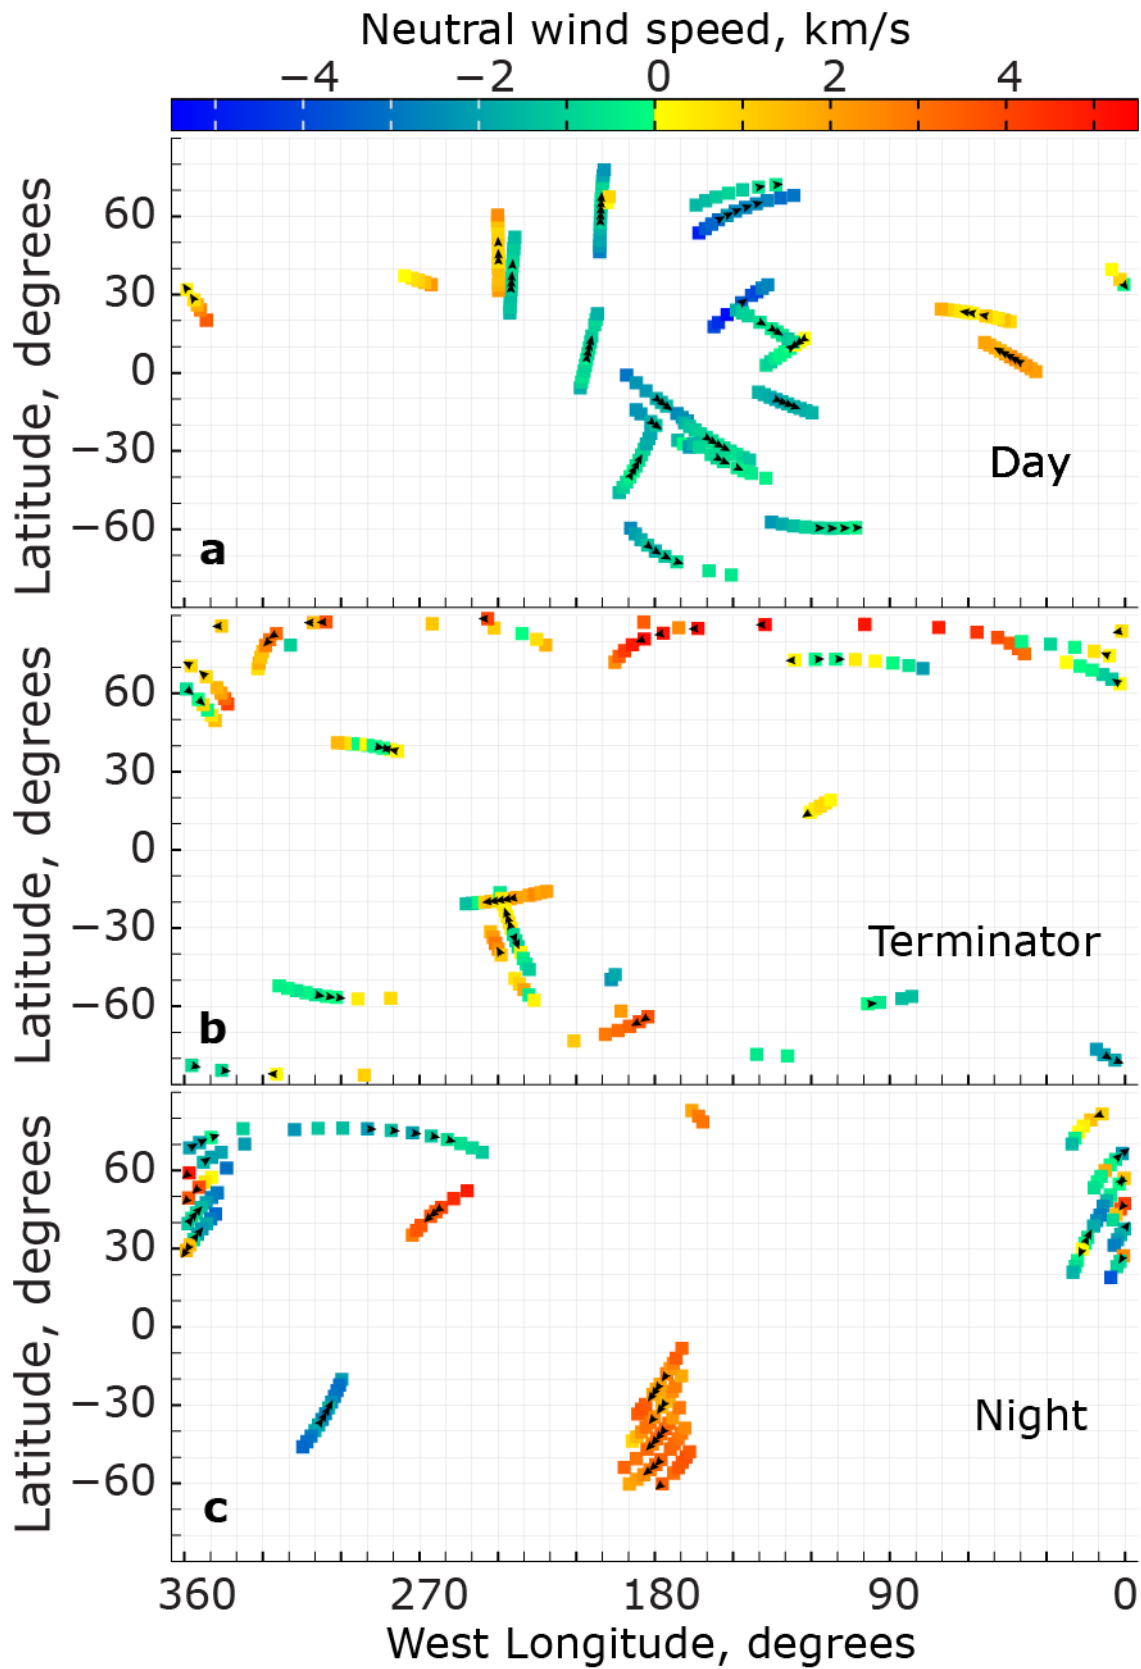 Neutral wind speed, km/s
−4 −2 0 2 4
60
30
0
−30
−60
Latitude, degrees
Day
a
60
30
0
−30
−60
Latitude, degrees
Terminator
b
60
30
0
−30
−60
Latitude, degrees
Night
c
360 270 180 90 0
West Longitude, degrees